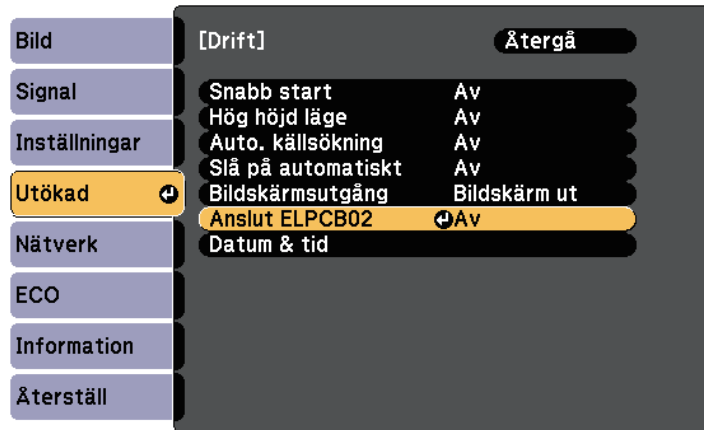 Bild
Signal
Inställningar
Utökad
Nätverk
ECO
Information
Återställ
[Drift] Återgå
Snabb start Av
Hög höjd läge Av
Auto. källsökning Av
Slå på automatiskt Av
Bildskärmsutgång Bildskärm ut
Anslut ELPCB02 Av
Datum & tid